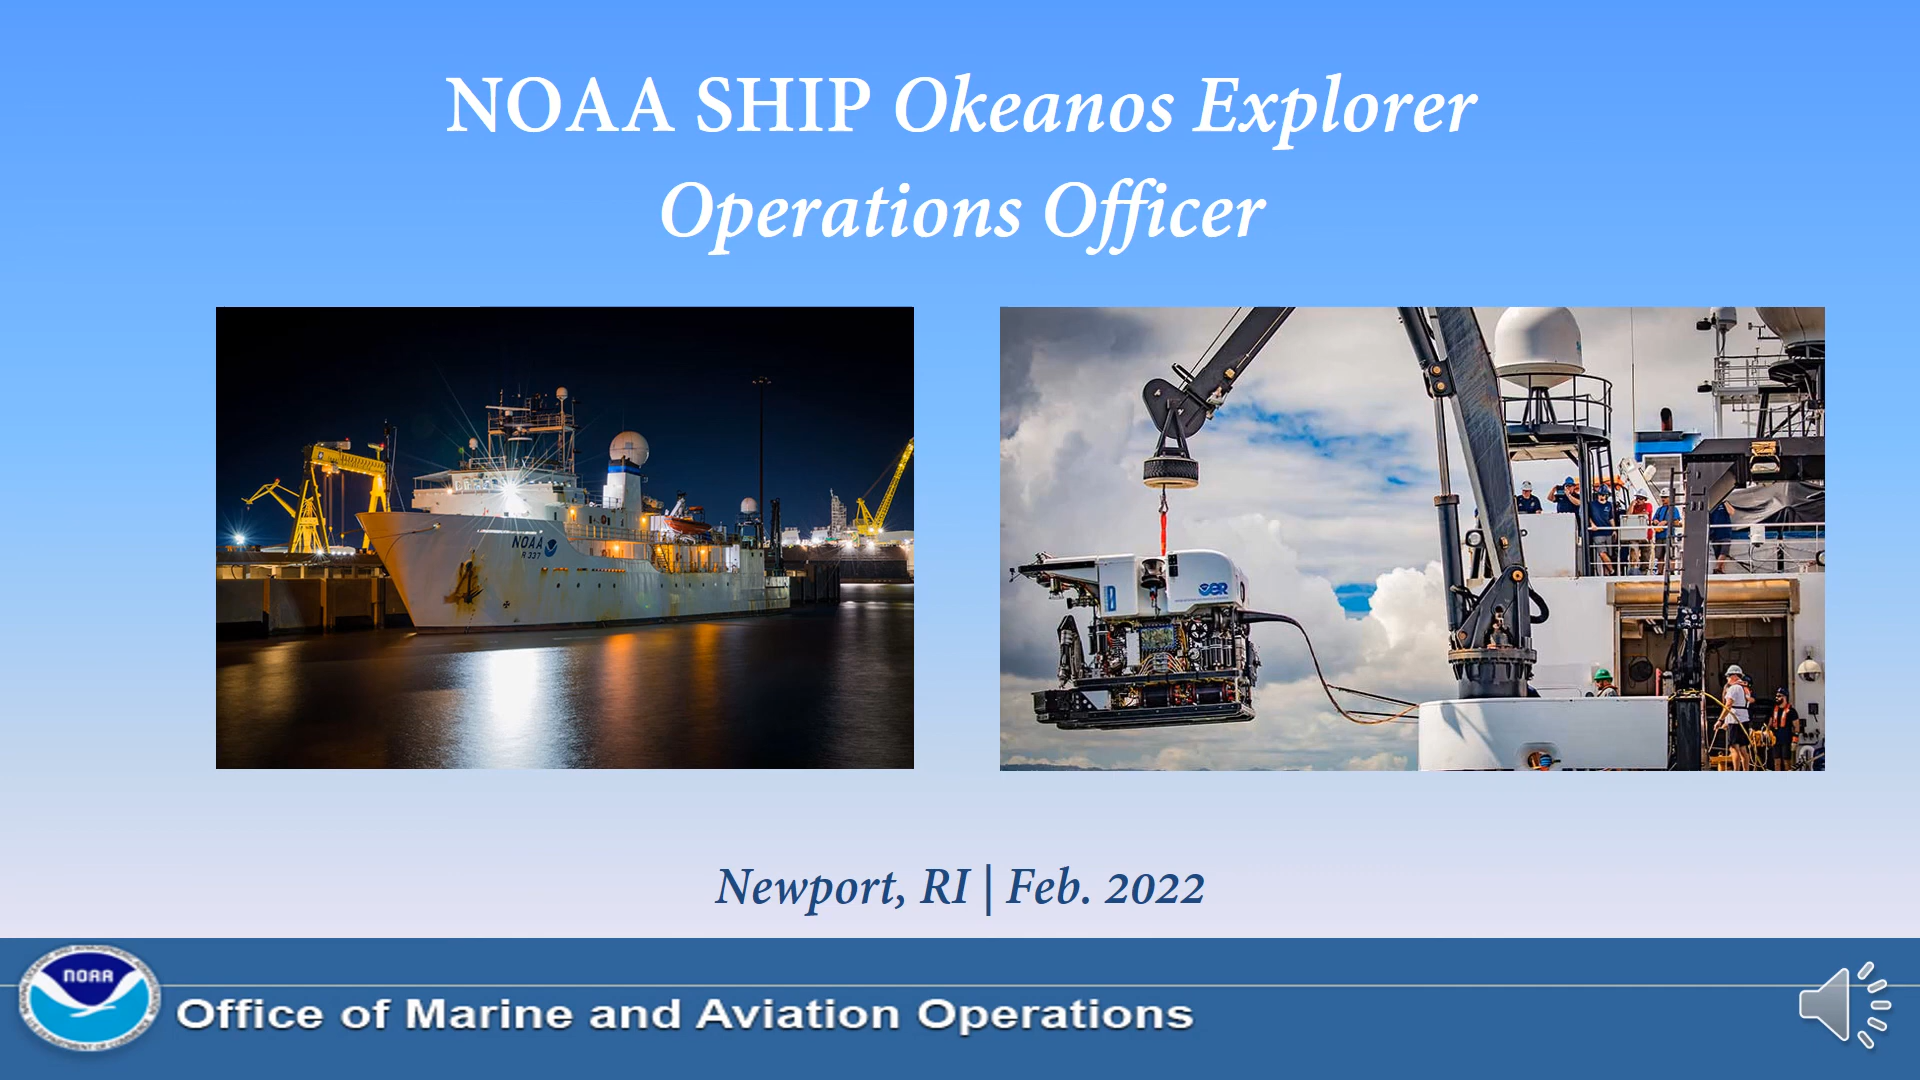 NOAA SHIP Okeanos Explorer
Operations Officer
NOAA
R 337
OER
Newport, RI | Feb. 2022
NOAA
Office of Marine and Aviation Operations